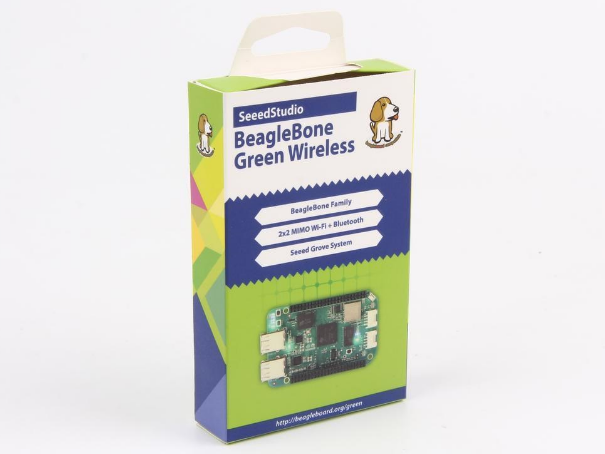 SeeedStudio
BeagleBone
Green Wireless
BeagleBone Family
2x2 MIMO Wi-Fi + Bluetooth
Seeed Grove System
http://beagleboard.org/green